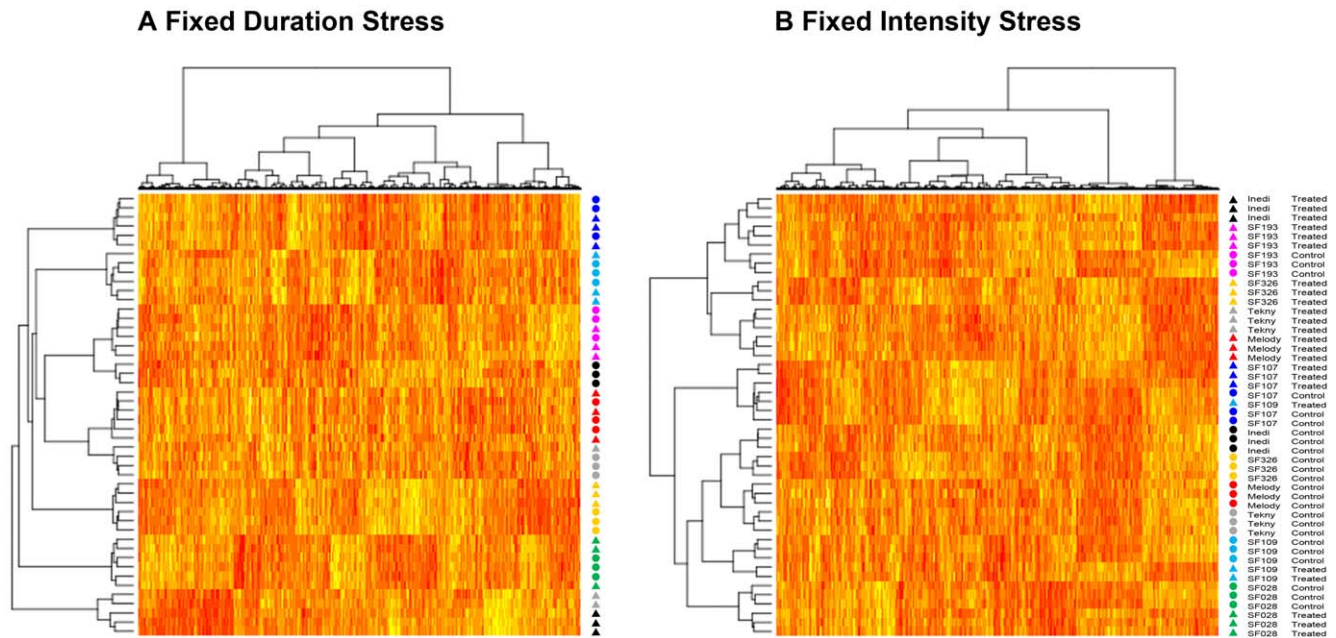 A Fixed Duration Stress
B Fixed Intensity Stress
Inedi Treated
Inedi Treated
Inedi Treated
SF193 Treated
SF193 Treated
SF193 Treated
SF193 Control
SF193 Control
SF193 Control
SF326 Treated
SF326 Treated
SF326 Treated
Tekny Treated
Tekny Treated
Tekny Treated
Melody Treated
Melody Treated
Melody Treated
SF107 Treated
SF107 Treated
SF107 Treated
SF107 Control
SF109 Treated
SF107 Control
SF107 Control
Inedi Control
Inedi Control
Inedi Control
SF326 Control
SF326 Control
SF326 Control
Melody Control
Melody Control
Melody Control
Tekny Control
Tekny Control
Tekny Control
SF109 Control
SF109 Control
SF109 Control
SF109 Treated
SF109 Treated
SF028 Control
SF028 Control
SF028 Control
SF028 Treated
SF028 Treated
SF028 Treated